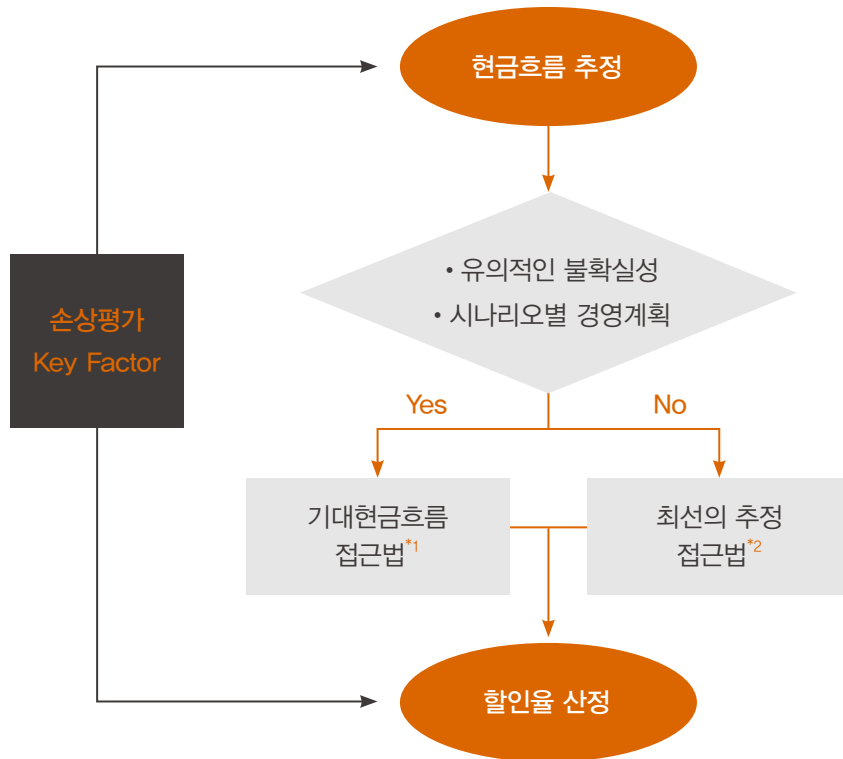 현금흐름 추정
• 유의적인 불확실성
• 시나리오별 경영계획
손상평가
Key Factor
Yes
No
기대현금흐름
접근법*1
최선의 추정
접근법*2
할인율 산정